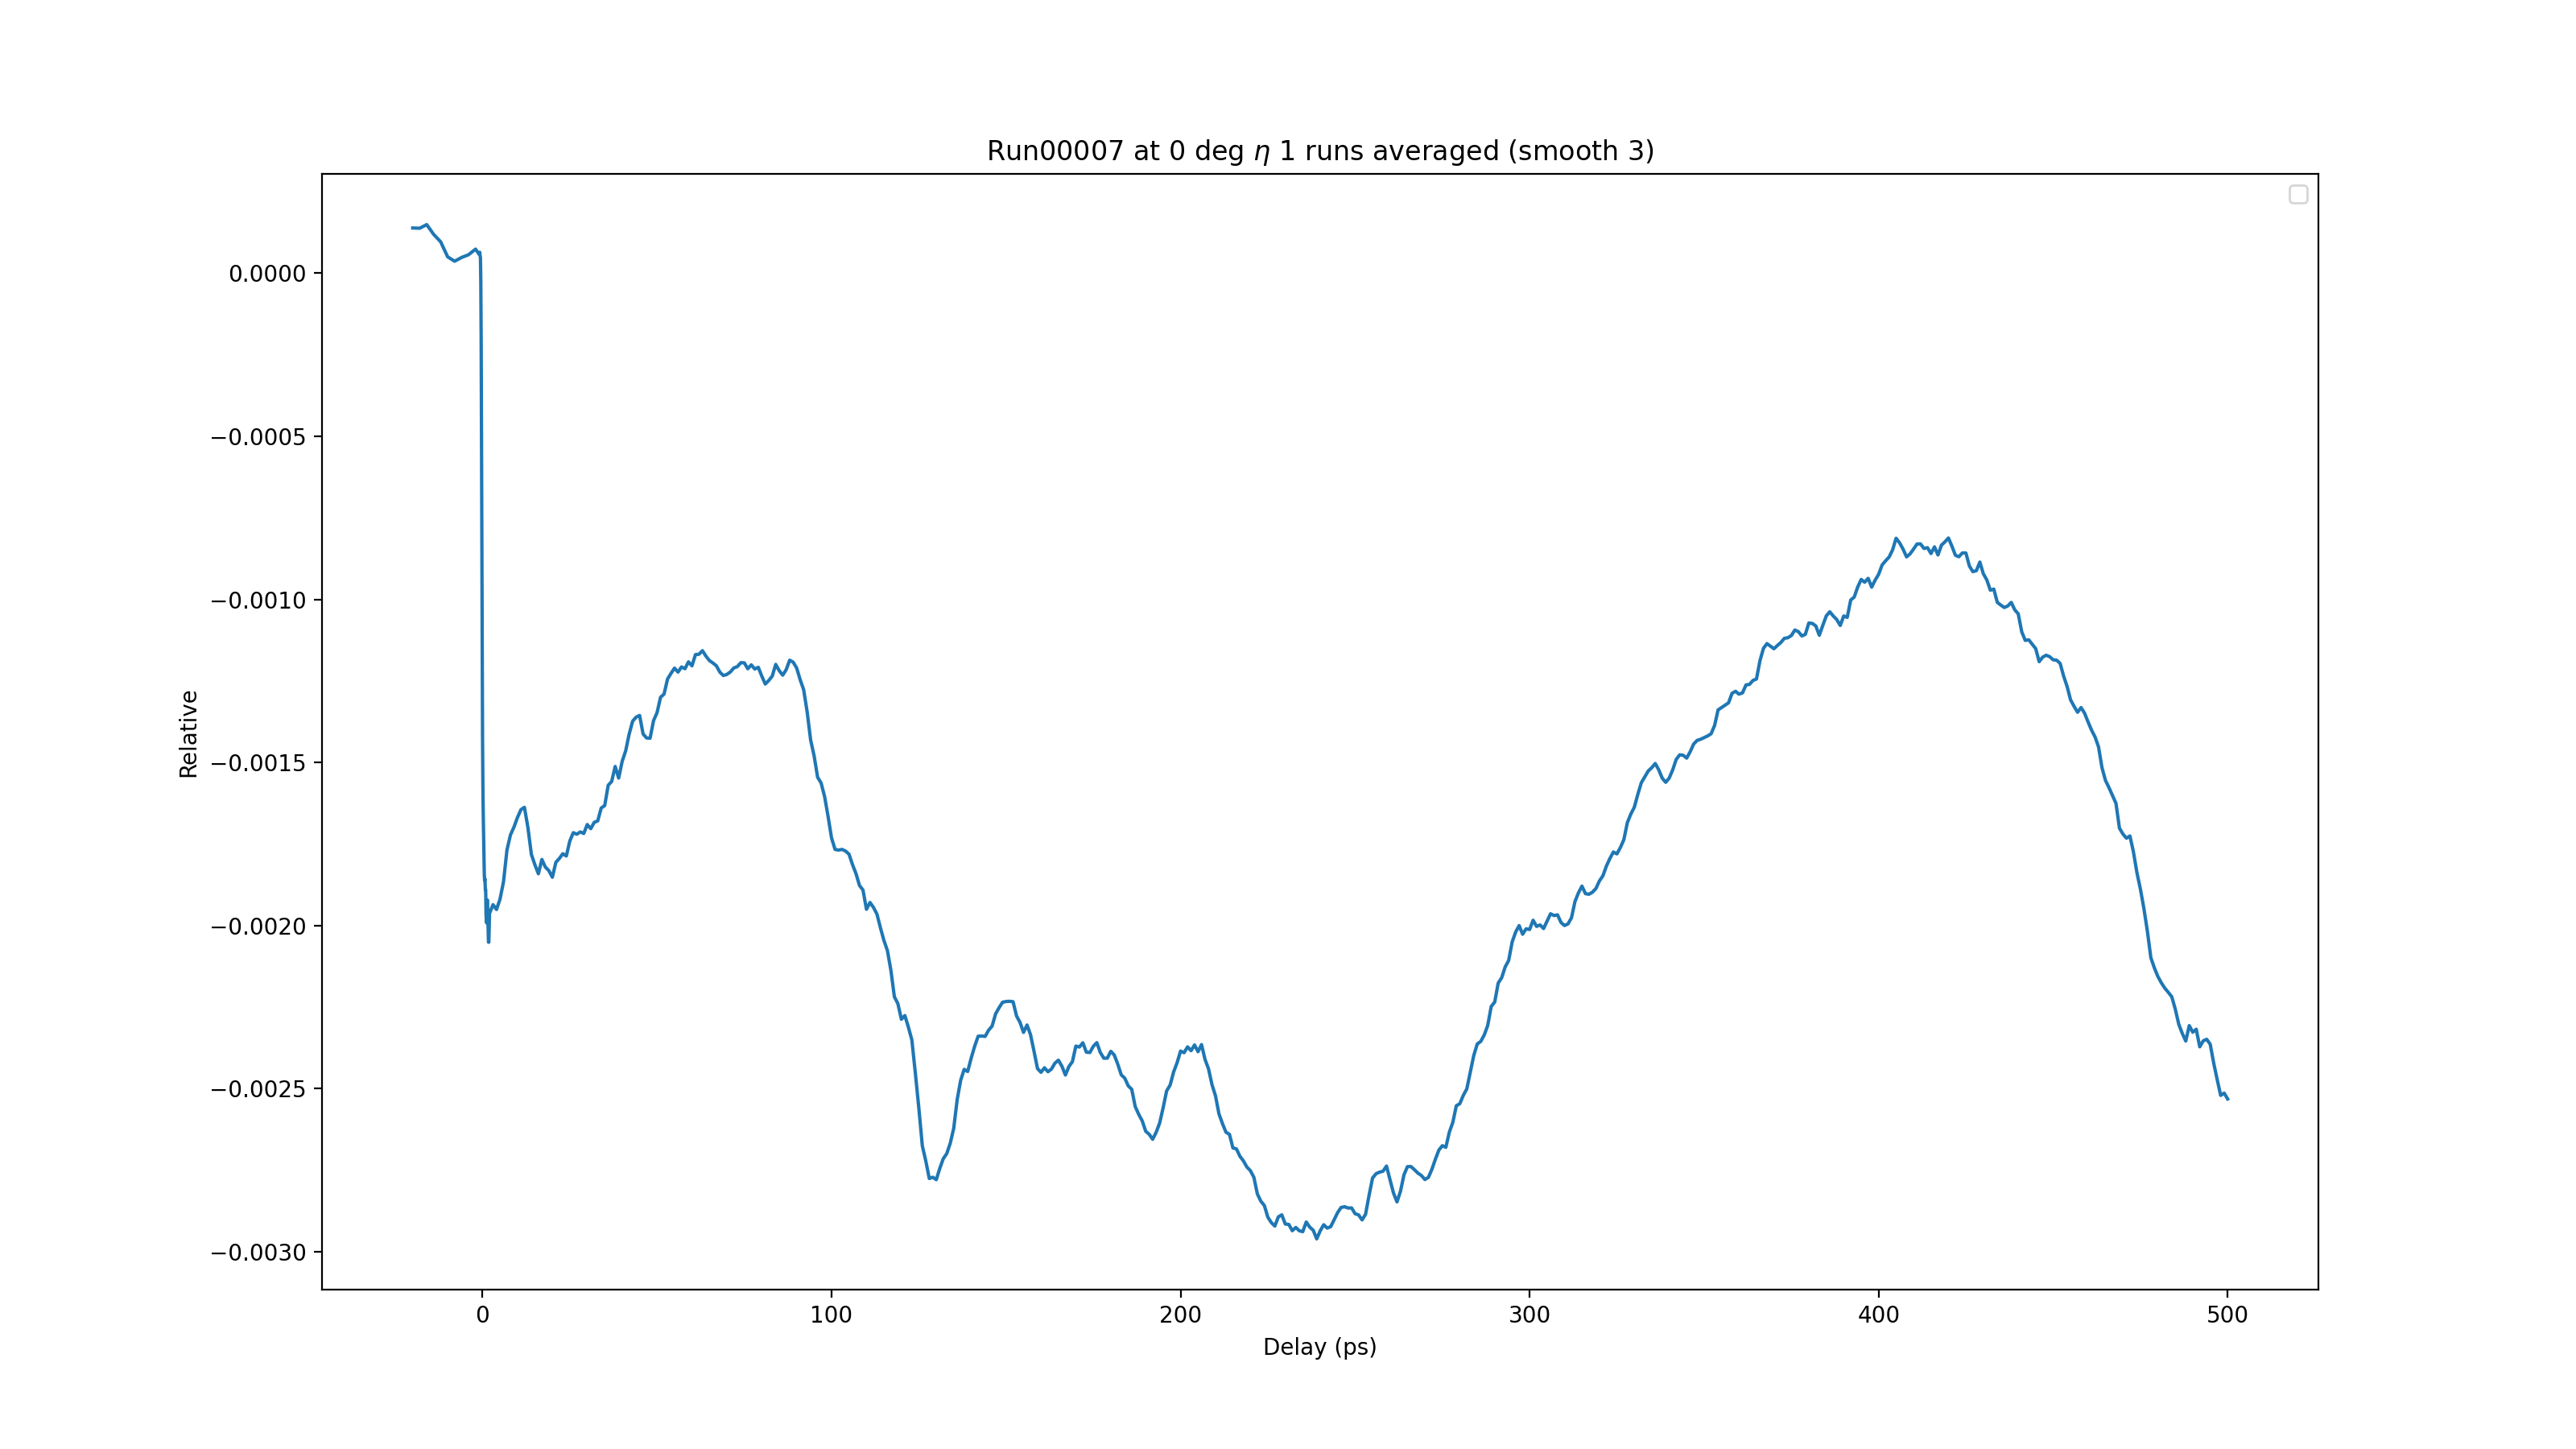 Run00007 at 0 deg η 1 runs averaged (smooth 3)
0.0000
−0.0005
−0.0010
−0.0015
−0.0020
−0.0025
−0.0030
Relative
0 100 200 300 400 500
Delay (ps)